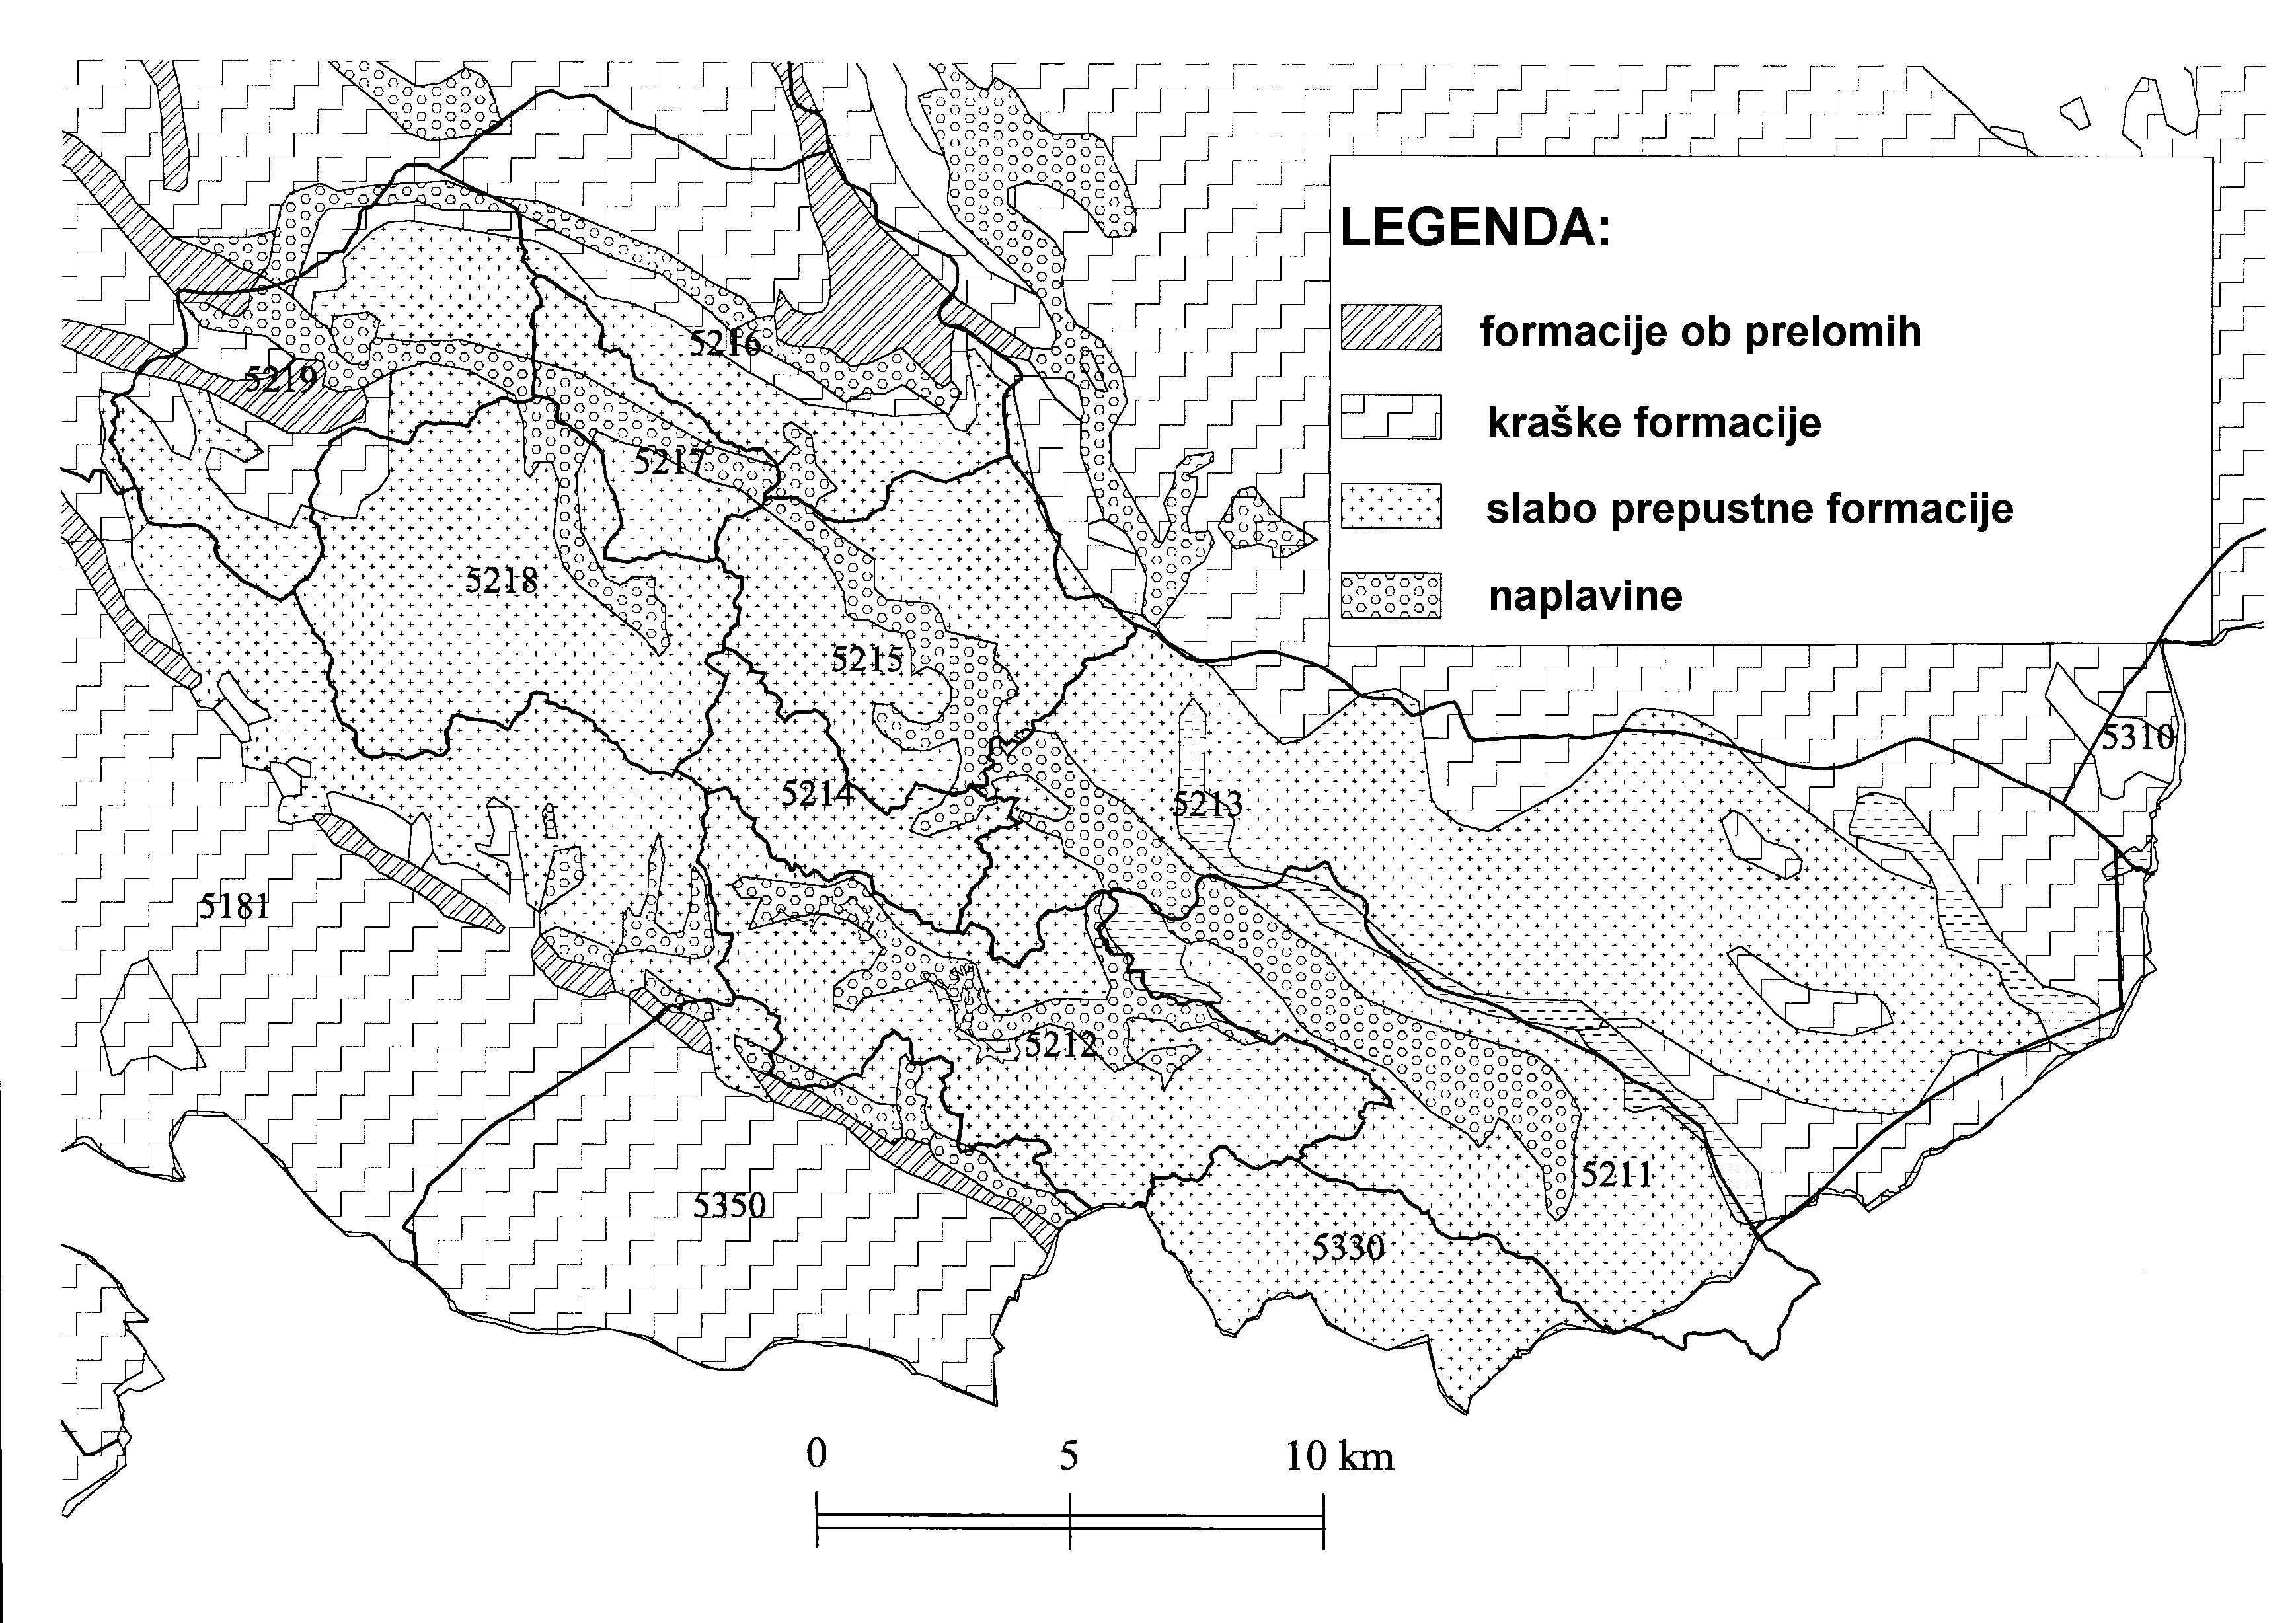 LEGENDA:
formacije ob prelomih
kraške formacije
slabo prepustne formacije
naplavine
5216
5219
5217
5218
5215
5310
5214
5213
5181
5212
5211
5350
5330
0 5 10 km